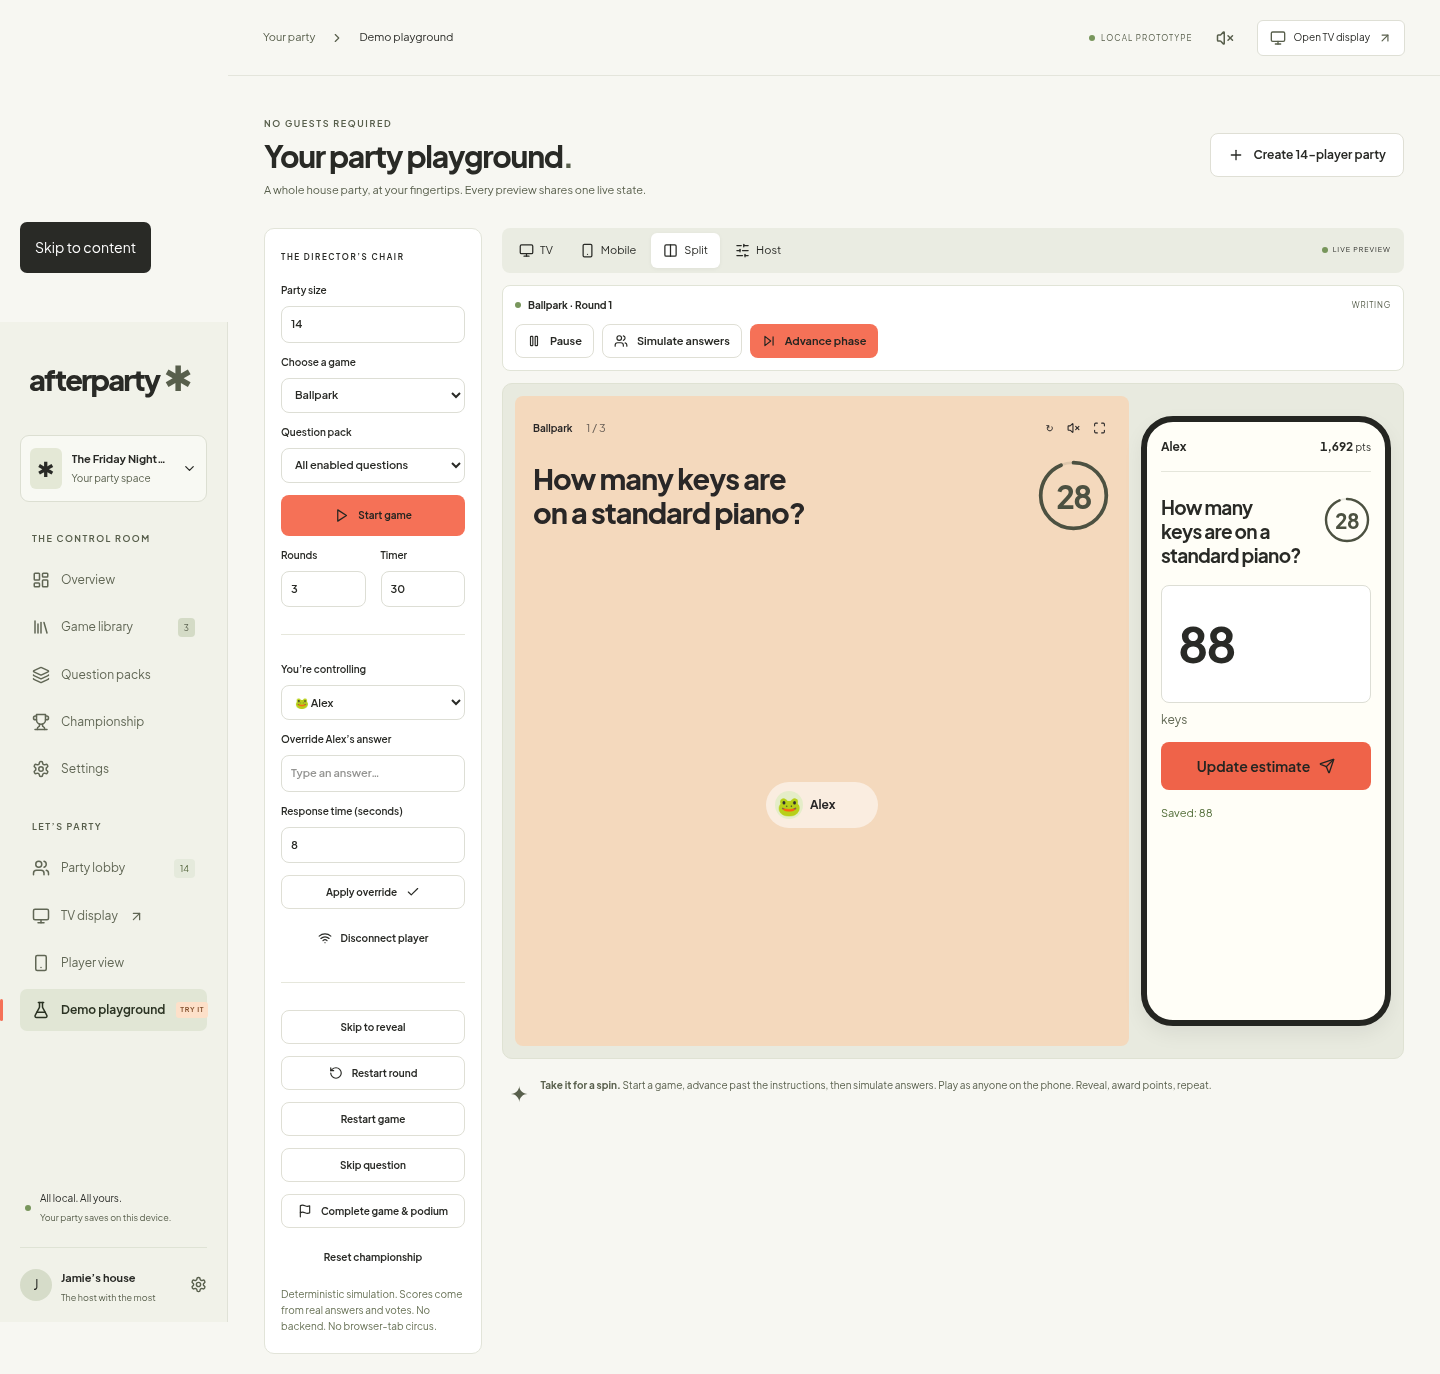 Your party
Demo playground
LOCAL PROTOTYPE
Open TV display
NO GUESTS REQUIRED
Your party playground.
A whole house party, at your fingertips. Every preview shares one live state.
Create 14-player party
Skip to content
afterparty
The Friday Night…
Your party space
THE CONTROL ROOM
Overview
Game library
3
Question packs
Championship
Settings
LET'S PARTY
Party lobby
14
TV display
Player view
Demo playground
TRY IT
All local. All yours.
Your party saves on this device.
J
Jamie's house
The host with the most
THE DIRECTOR'S CHAIR
Party size
14
Choose a game
Ballpark
Question pack
All enabled questions
Start game
Rounds
Timer
3
30
You're controlling
Alex
Override Alex's answer
Type an answer…
Response time (seconds)
8
Apply override
Disconnect player
Skip to reveal
Restart round
Restart game
Skip question
Complete game & podium
Reset championship
Deterministic simulation. Scores come
from real answers and votes. No
backend. No browser-tab circus.
TV
Mobile
Split
Host
LIVE PREVIEW
Ballpark · Round 1
WRITING
Pause
Simulate answers
Advance phase
Ballpark
1 / 3
How many keys are
on a standard piano?
28
Alex
Alex
1,692 pts
How many
keys are on a
standard piano?
28
88
keys
Update estimate
Saved: 88
Take it for a spin. Start a game, advance past the instructions, then simulate answers. Play as anyone on the phone. Reveal, award points, repeat.